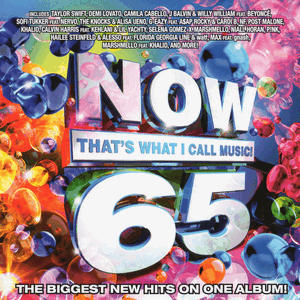 INCLUDES TAYLOR SWIFT, DEMI LOVATO, CAMILA CABELLO, J BALVIN & WILLY WILLIAM FEAT. BEYONCÉ,
SOFI TUKKER FEAT. NERVO, THE KNOCKS & ALISA UENO, G-EAZY FEAT. A$AP ROCKY & CARDI B, NF, POST MALONE,
KHALID, CALVIN HARRIS FEAT. KEHLANI & LIL YACHTY, SELENA GOMEZ X MARSHMELLO, NIALL HORAN, P!NK,
HAILEE STEINFELD & ALESSO FEAT. FLORIDA GEORGIA LINE & watt, MAX FEAT. gnash,
MARSHMELLO FEAT. KHALID, AND MORE!
NOW
THAT'S WHAT I CALL MUSIC!
65
THE BIGGEST NEW HITS ON ONE ALBUM!